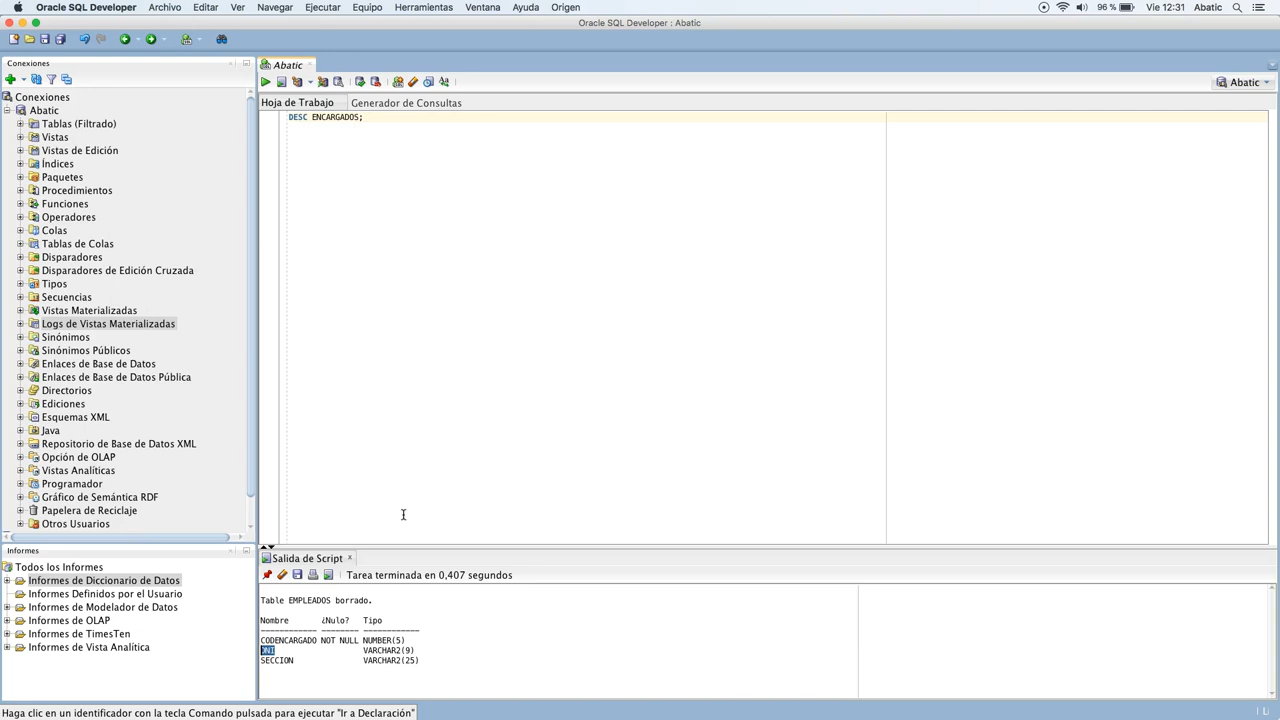 Oracle SQL Developer Archivo Editar Ver Navegar Ejecutar Equipo Herramientas Ventana Ayuda Origen 96 % Vie 12:31 Abatic
Oracle SQL Developer : Abatic
Conexiones
Conexiones
Abatic
Tablas (Filtrado)
Vistas
Vistas de Edición
Índices
Paquetes
Procedimientos
Funciones
Operadores
Colas
Tablas de Colas
Disparadores
Disparadores de Edición Cruzada
Tipos
Secuencias
Vistas Materializadas
Logs de Vistas Materializadas
Sinónimos
Sinónimos Públicos
Enlaces de Base de Datos
Enlaces de Base de Datos Pública
Directorios
Ediciones
Esquemas XML
Java
Repositorio de Base de Datos XML
Opción de OLAP
Vistas Analíticas
Programador
Gráfico de Semántica RDF
Papelera de Reciclaje
Otros Usuarios
Informes
Todos los Informes
Informes de Diccionario de Datos
Informes Definidos por el Usuario
Informes de Modelador de Datos
Informes de OLAP
Informes de TimesTen
Informes de Vista Analítica
Abatic
Abatic
Hoja de Trabajo Generador de Consultas
DESC ENCARGADOS;
Salida de Script
Tarea terminada en 0,407 segundos
Table EMPLEADOS borrado.
Nombre ¿Nulo? Tipo
------------ -------- ------------
CODENCARGADO NOT NULL NUMBER(5)
DNI VARCHAR2(9)
SECCION VARCHAR2(25)
Haga clic en un identificador con la tecla Comando pulsada para ejecutar "Ir a Declaración"